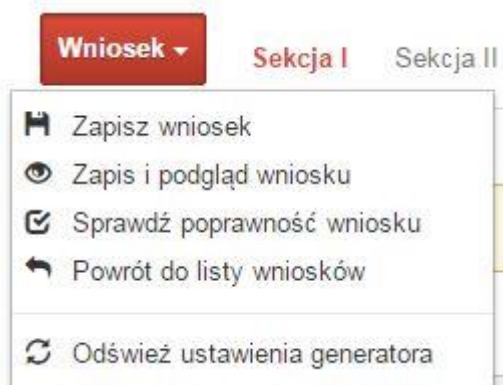 Wniosek
Sekcja I
Sekcja II
Zapisz wniosek
Zapis i podgląd wniosku
Sprawdź poprawność wniosku
Powrót do listy wniosków
Odśwież ustawienia generatora